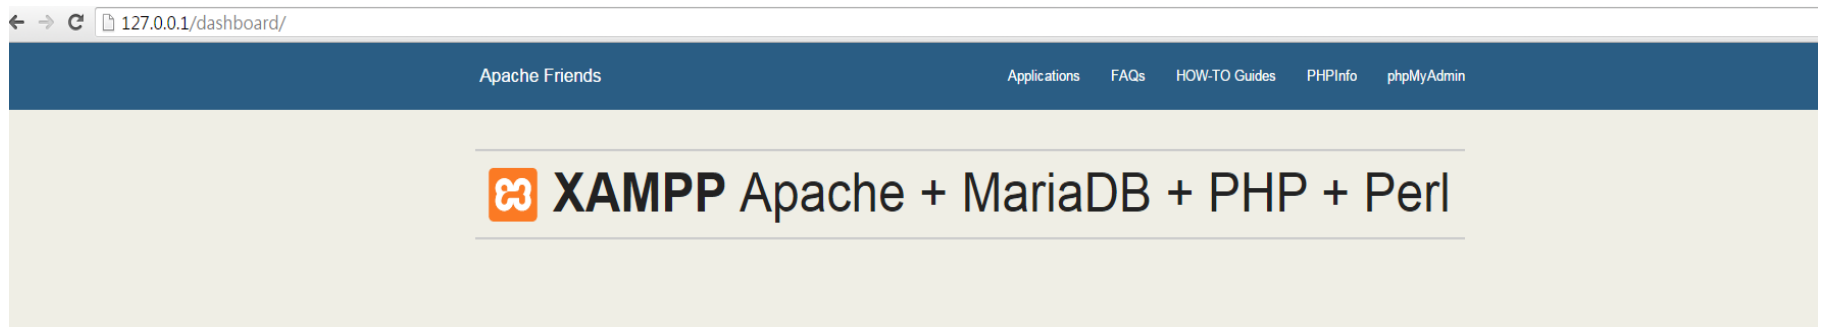 127.0.0.1/dashboard/
Apache Friends Applications FAQs HOW-TO Guides PHPInfo phpMyAdmin
XAMPP Apache + MariaDB + PHP + Perl